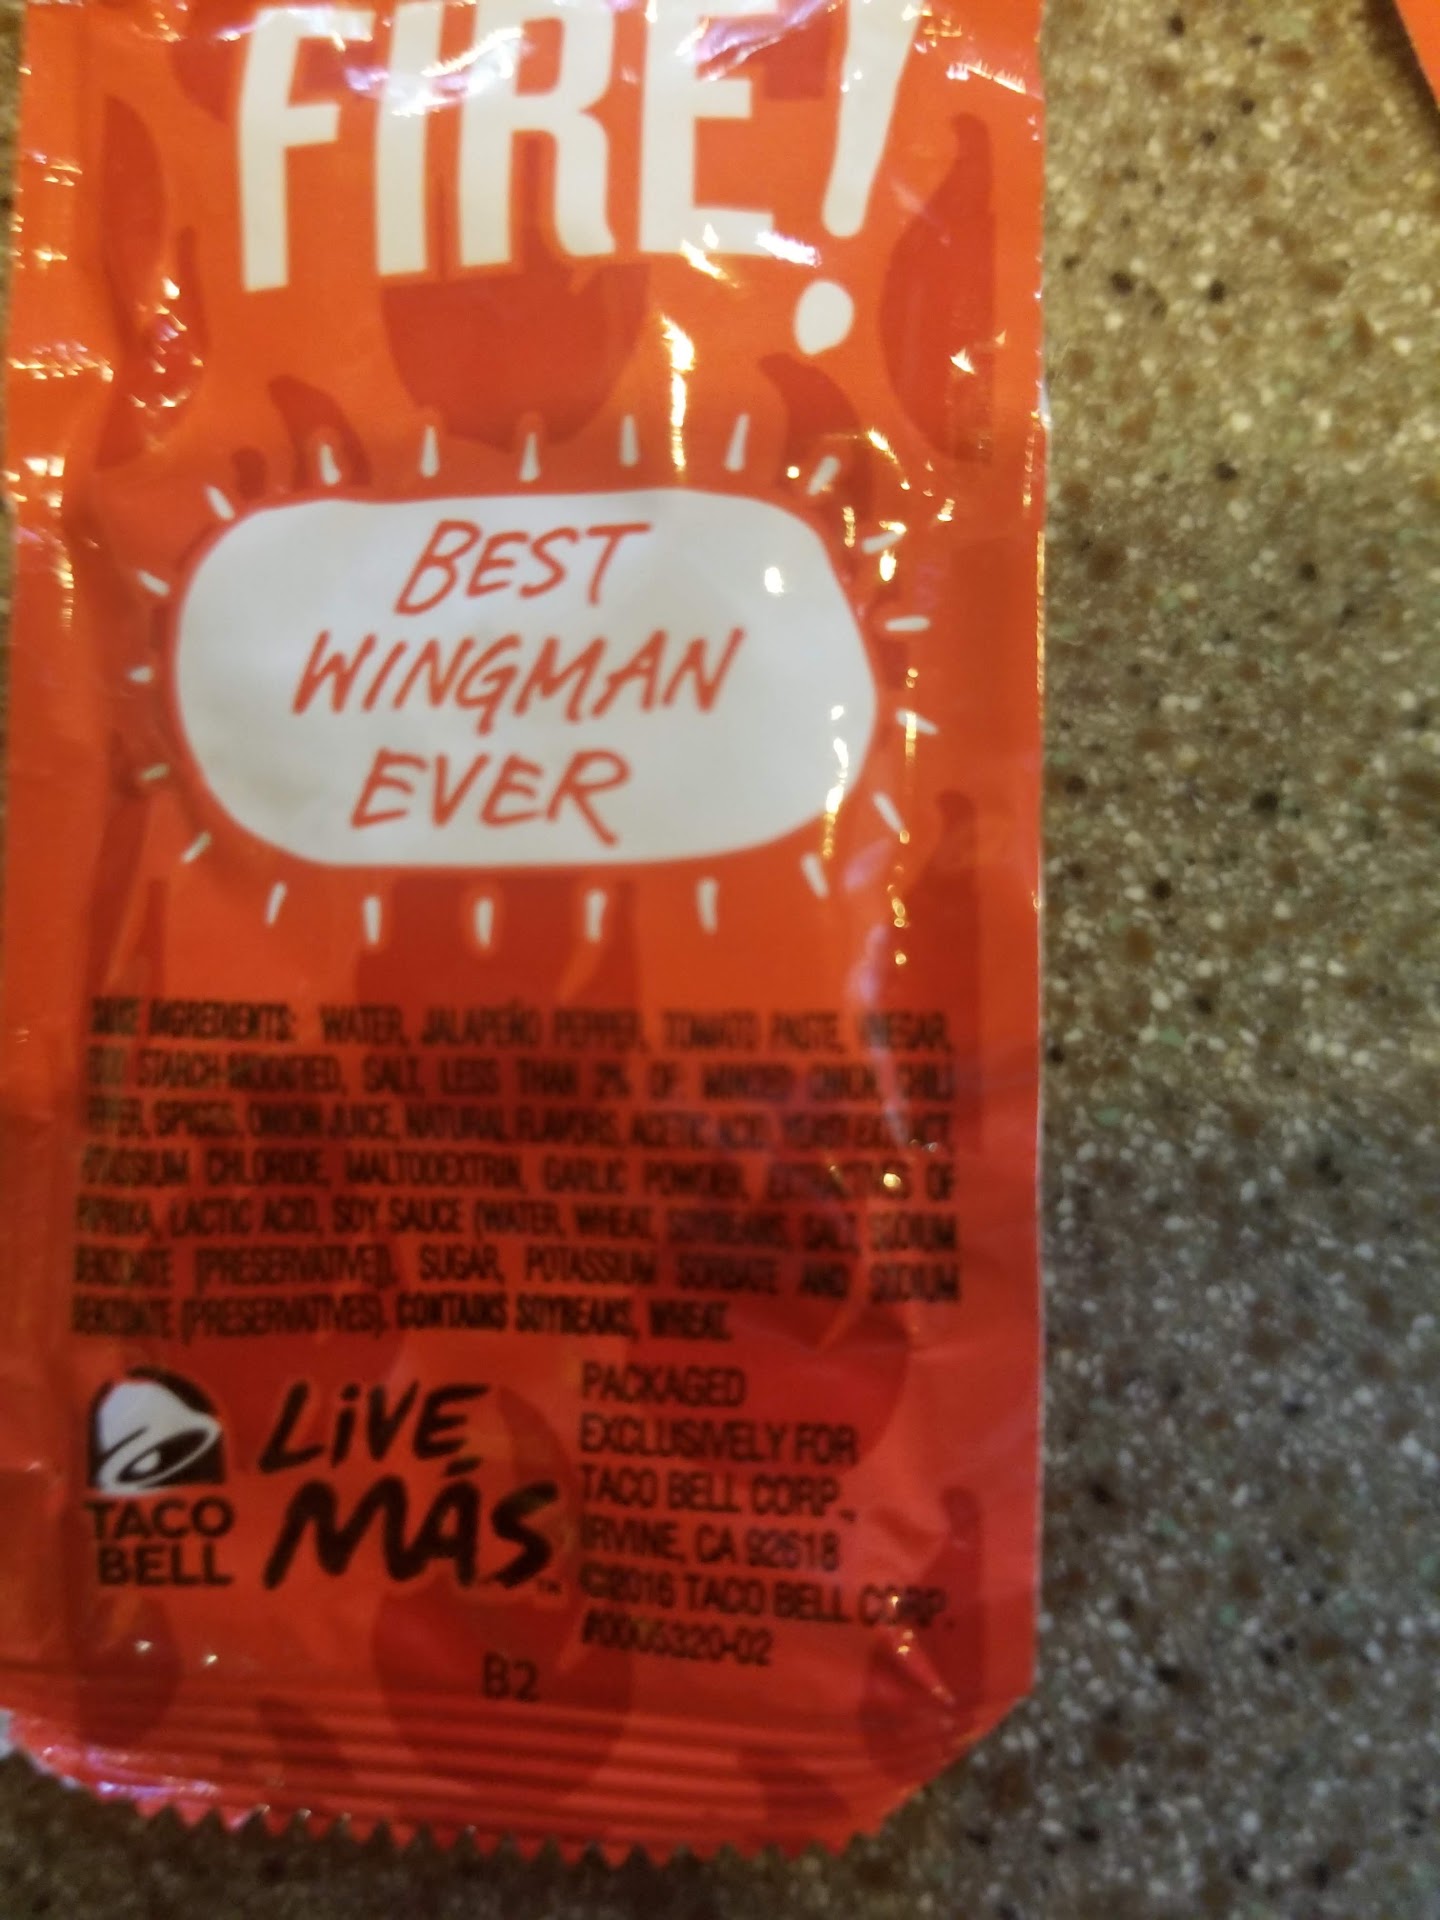 FIRE!
BEST
WINGMAN
EVER
INGREDIENTS: WATER, JALAPEÑO PEPPER, TOMATO PASTE, VINEGAR,
STARCH-MODIFIED, SALT, LESS THAN 2% OF: MINCED ONION, CHILI
PEPPER, SPICES, ONION JUICE, NATURAL FLAVORS, ACETIC ACID, YEAST EXTRACT,
POTASSIUM CHLORIDE, MALTODEXTRIN, GARLIC POWDER, EXTRACTIVES OF
PAPRIKA, LACTIC ACID, SOY SAUCE (WATER, WHEAT, SOYBEANS, SALT, SODIUM
BENZOATE [PRESERVATIVE]), SUGAR, POTASSIUM SORBATE AND SODIUM
BENZOATE (PRESERVATIVES). CONTAINS SOYBEANS, WHEAT.
TACO
BELL
LiVE
MÁS™
PACKAGED
EXCLUSIVELY FOR
TACO BELL CORP.,
IRVINE, CA 92618
©2016 TACO BELL CORP.
#0005320-02
B2